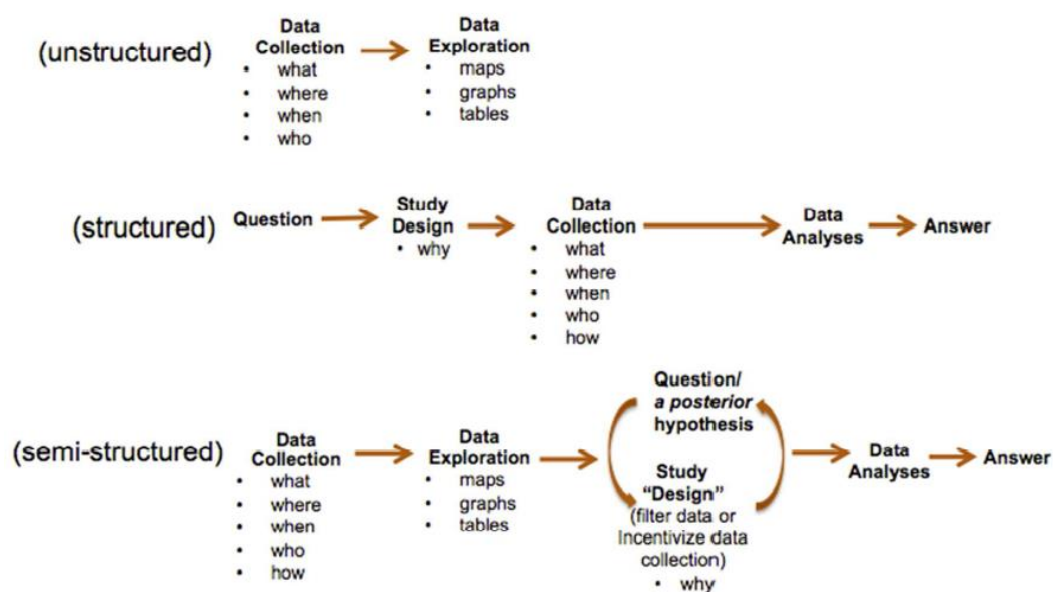 (unstructured)
Data
Collection
• what
• where
• when
• who
Data
Exploration
• maps
• graphs
• tables
(structured)
Question
Study
Design
• why
Data
Collection
• what
• where
• when
• who
• how
Data
Analyses
Answer
(semi-structured)
Data
Collection
• what
• where
• when
• who
• how
Data
Exploration
• maps
• graphs
• tables
Question/
a posterior
hypothesis
Study
“Design”
(filter data or
Incentivize data
collection)
• why
Data
Analyses
Answer